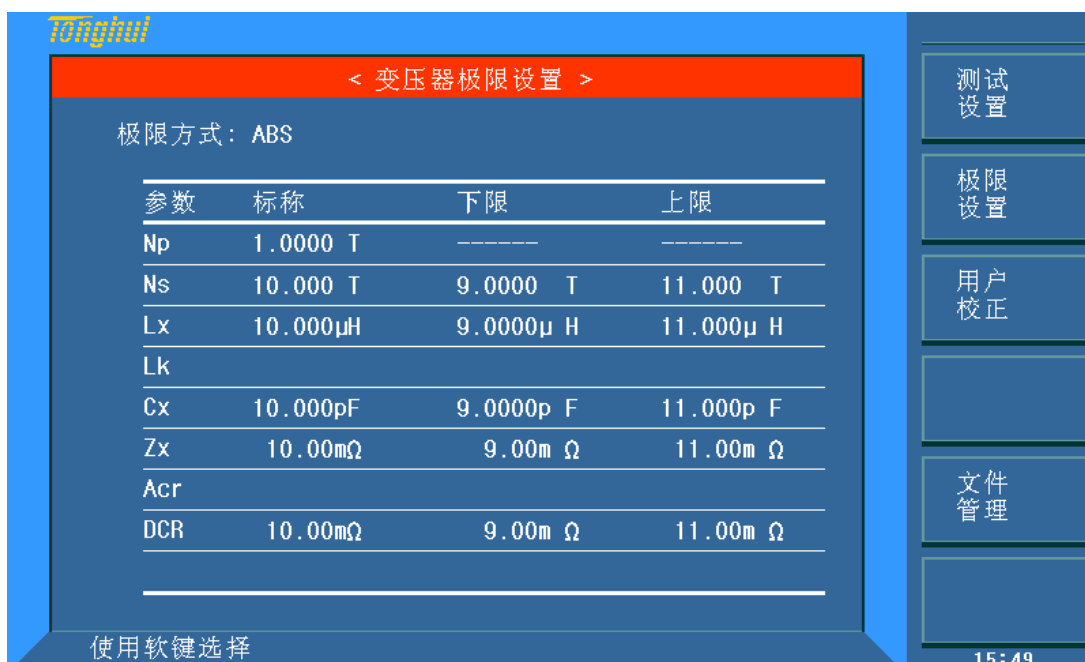 Tonghui
< 变压器极限设置 >
极限方式: ABS
参数 标称 下限 上限
Np 1.0000 T ------ ------
Ns 10.000 T 9.0000 T 11.000 T
Lx 10.000μH 9.0000μ H 11.000μ H
Lk
Cx 10.000pF 9.0000p F 11.000p F
Zx 10.00mΩ 9.00m Ω 11.00m Ω
Acr
DCR 10.00mΩ 9.00m Ω 11.00m Ω
使用软键选择
测试
设置
极限
设置
用户
校正
文件
管理
15:49